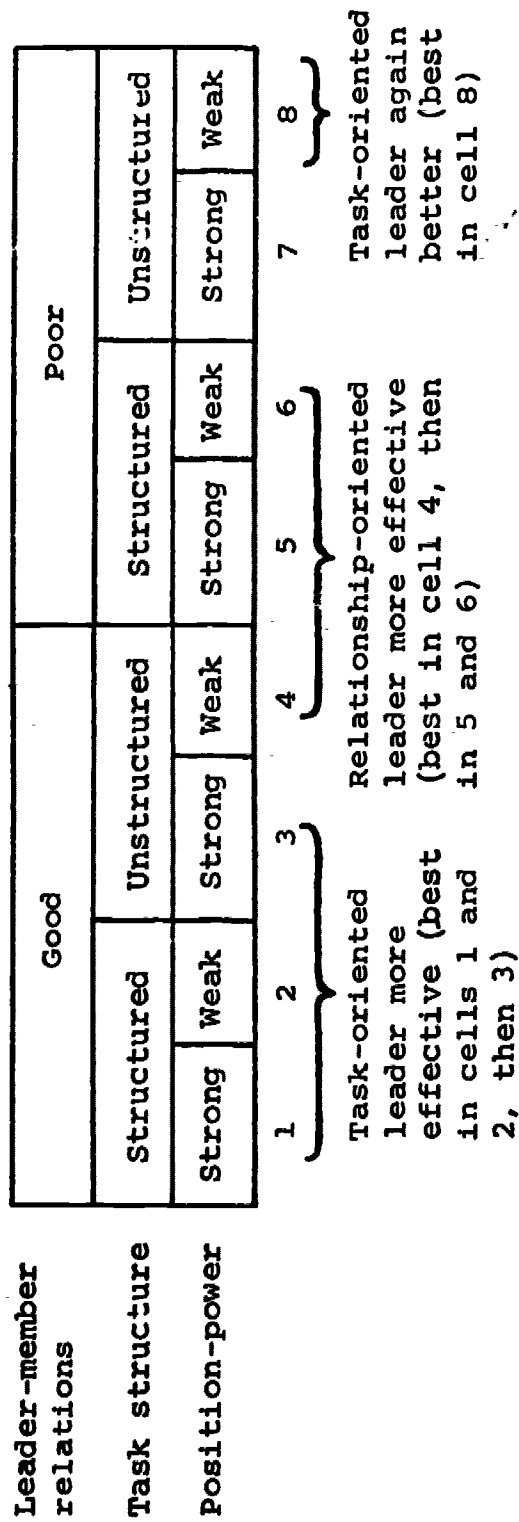 Leader-member
relations
Good Poor
Task structure Structured Unstructured Structured Unstructured
Position-power Strong Weak Strong Weak Strong Weak Strong Weak
1 2 3 4 5 6 7 8
Task-oriented
leader more
effective (best
in cells 1 and
2, then 3)
Relationship-oriented
leader more effective
(best in cell 4, then
in 5 and 6)
Task-oriented
leader again
better (best
in cell 8)